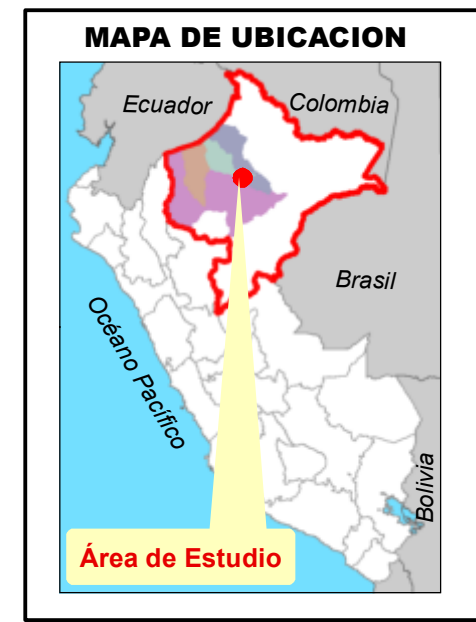 MAPA DE UBICACION
Ecuador
Colombia
Brasil
Océano Pacífico
Bolivia
Área de Estudio